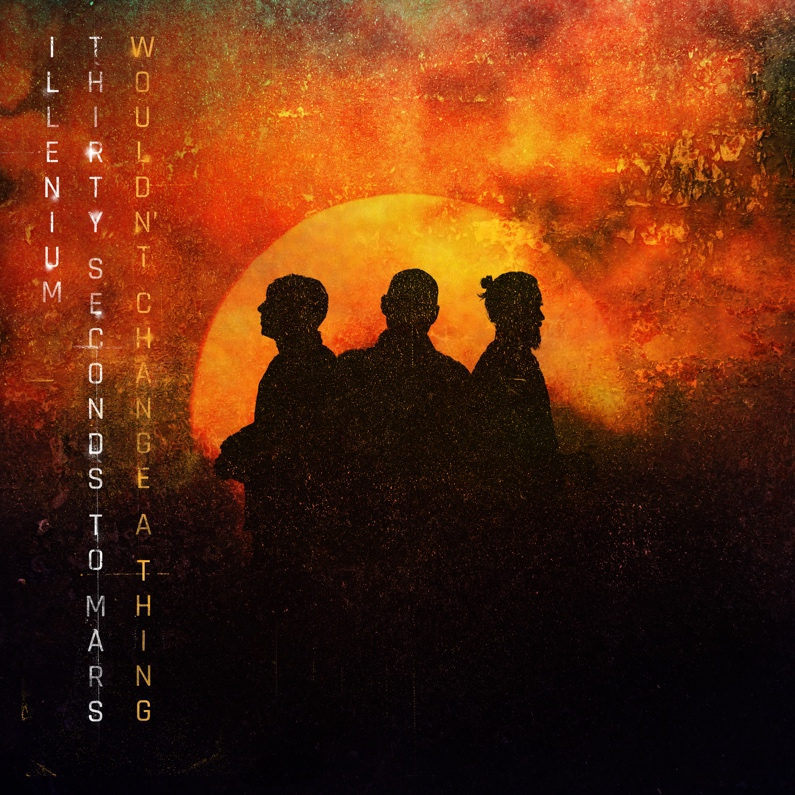 ILLENIUM
THIRTY SECONDS TO MARS
WOULDN'T CHANGE A THING